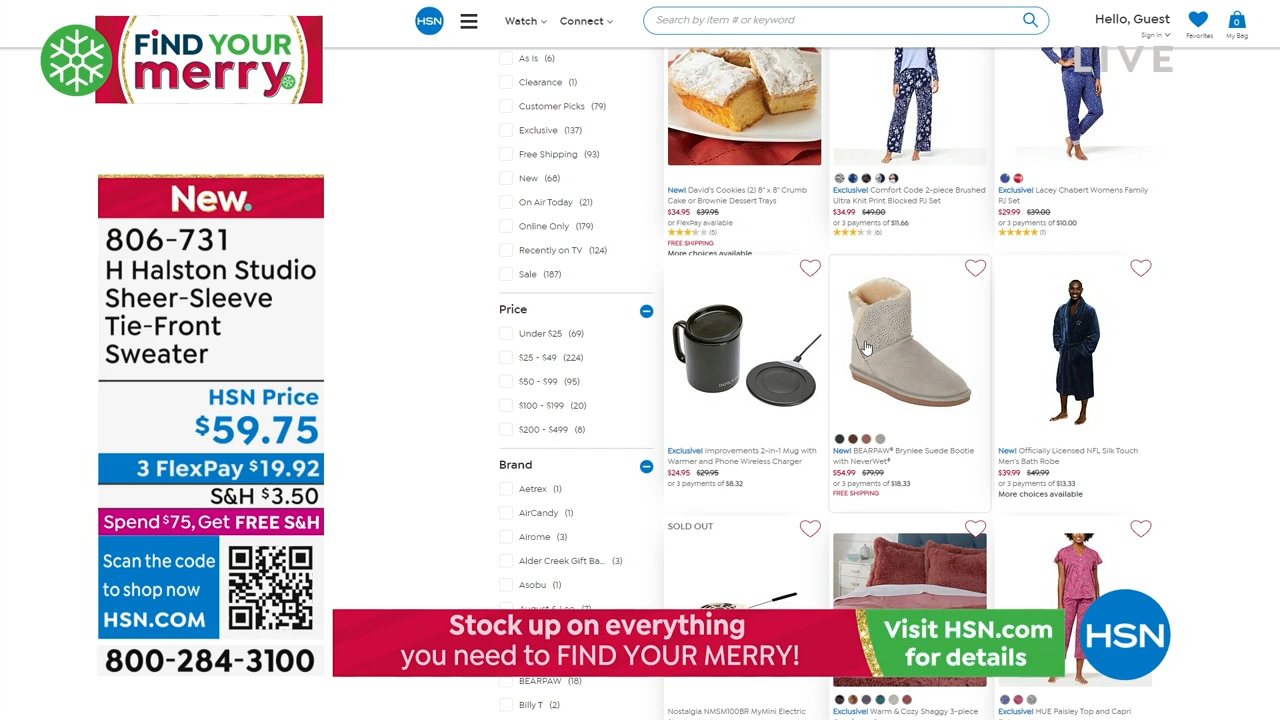 FiND YOUR
merry
HSN
Watch
Connect
Search by item # or keyword
Hello, Guest
Sign in
Favorites
0
My Bag
LIVE
New.
806-731
H Halston Studio
Sheer-Sleeve
Tie-Front
Sweater
HSN Price
$59.75
3 FlexPay $19.92
S&H $3.50
Spend $75, Get FREE S&H
Scan the code
to shop now
HSN.COM
800-284-3100
As Is (6)
Clearance (1)
Customer Picks (79)
Exclusive (137)
Free Shipping (93)
New (68)
On Air Today (21)
Online Only (179)
Recently on TV (124)
Sale (187)
Price
Under $25 (69)
$25 - $49 (224)
$50 - $99 (95)
$100 - $199 (20)
$200 - $499 (8)
Brand
Aetrex (1)
AirCandy (1)
Airome (3)
Alder Creek Gift Ba... (3)
Asobu (1)
BEARPAW (18)
Billy T (2)
New! David's Cookies (2) 8" x 8" Crumb
Cake or Brownie Dessert Trays
$34.95 $39.95
or FlexPay available
(5)
FREE SHIPPING
More choices available
Exclusive! Comfort Code 2-piece Brushed
Ultra Knit Print Blocked PJ Set
$34.99 $49.00
or 3 payments of $11.66
(6)
Exclusive! Lacey Chabert Womens Family
PJ Set
$29.99 $39.00
or 3 payments of $10.00
(1)
Exclusive! Improvements 2-in-1 Mug with
Warmer and Phone Wireless Charger
$24.95 $29.95
or 3 payments of $8.32
New! BEARPAW® Brynlee Suede Bootie
with NeverWet®
$54.99 $79.99
or 3 payments of $18.33
FREE SHIPPING
New! Officially Licensed NFL Silk Touch
Men's Bath Robe
$39.99 $49.99
or 3 payments of $13.33
More choices available
SOLD OUT
Nostalgia NMSM100BR MyMini Electric
Exclusive! Warm & Cozy Shaggy 3-piece
Exclusive! HUE Paisley Top and Capri
Stock up on everything
you need to FIND YOUR MERRY!
Visit HSN.com
for details
HSN